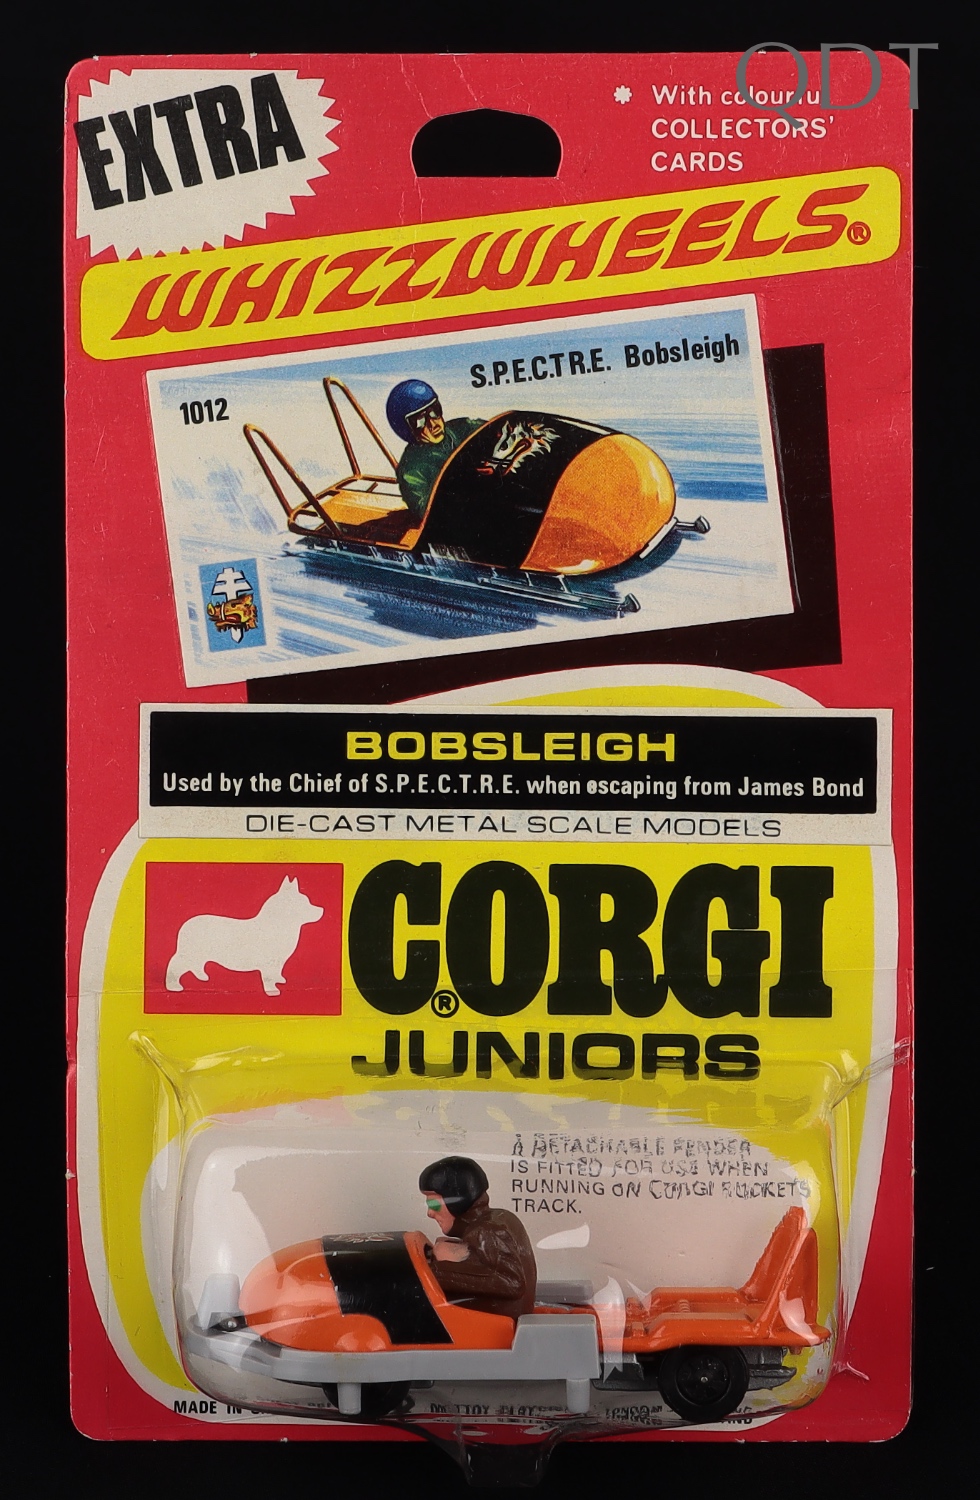 QDT
EXTRA
* With colourful
COLLECTORS'
CARDS
WHIZZWHEELS®
1012
S.P.E.C.T.R.E. Bobsleigh
BOBSLEIGH
Used by the Chief of S.P.E.C.T.R.E. when escaping from James Bond
DIE-CAST METAL SCALE MODELS
CORGI®
JUNIORS
A DETACHABLE FENDER
IS FITTED FOR USE WHEN
RUNNING ON CORGI ROCKETS
TRACK.
MADE IN